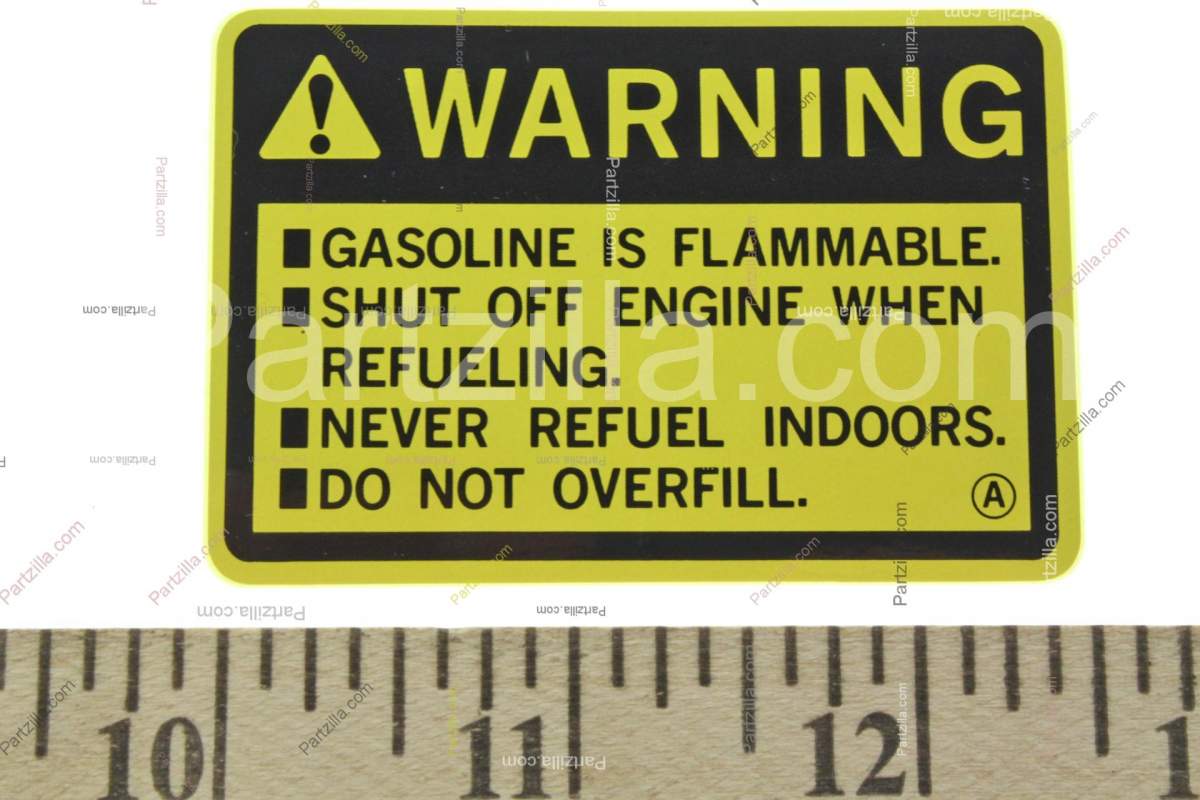 WARNING
GASOLINE IS FLAMMABLE.
SHUT OFF ENGINE WHEN
REFUELING.
NEVER REFUEL INDOORS.
DO NOT OVERFILL.
A
Partzilla.com
10 11 12 1